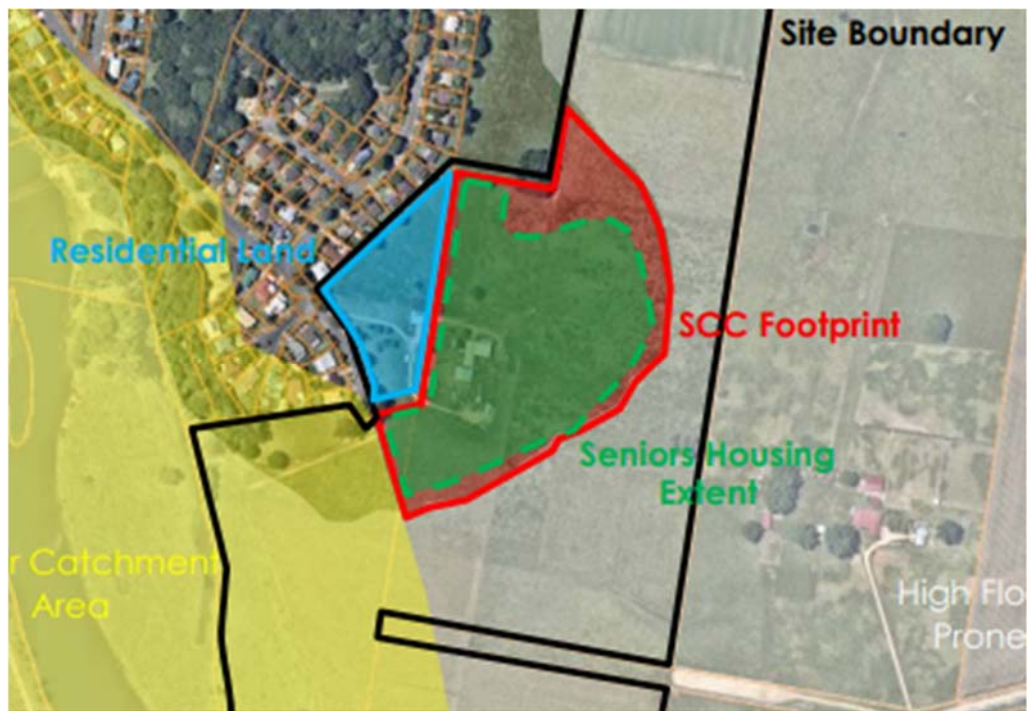 Site Boundary
Residential Land
SCC Footprint
Seniors Housing
Extent
r Catchment
Area
High Flo
Prone